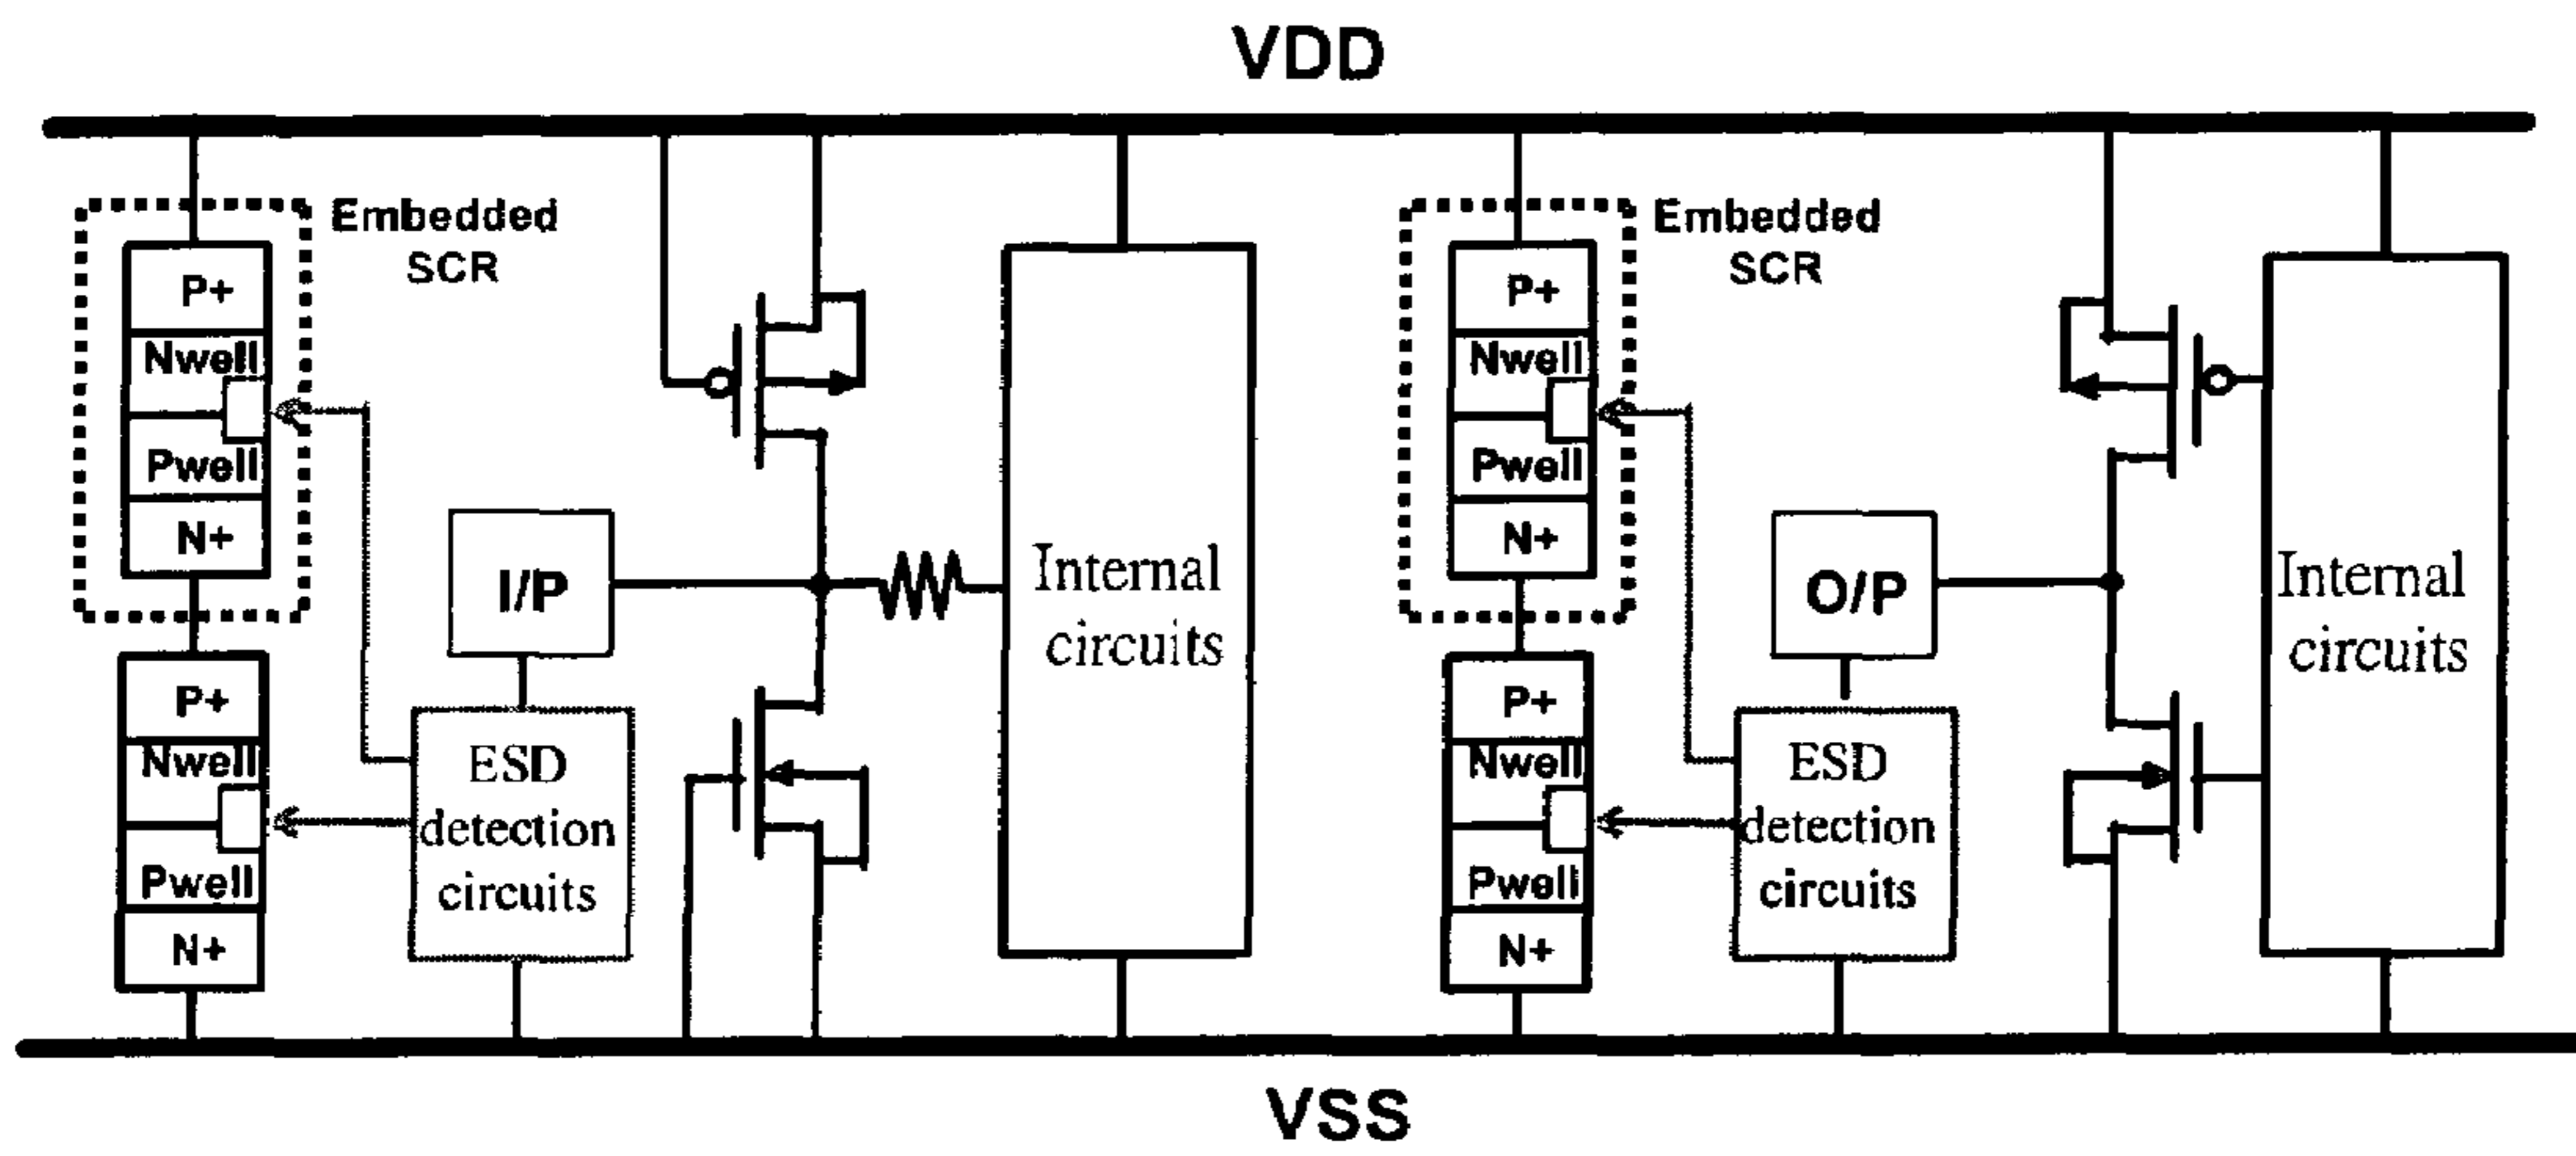 VDD
Embedded
SCR
P+
Nwell
Pwell
N+
P+
Nwell
Pwell
N+
I/P
ESD
detection
circuits
Internal
circuits
Embedded
SCR
P+
Nwell
Pwell
N+
P+
Nwell
Pwell
N+
O/P
ESD
detection
circuits
Internal
circuits
VSS